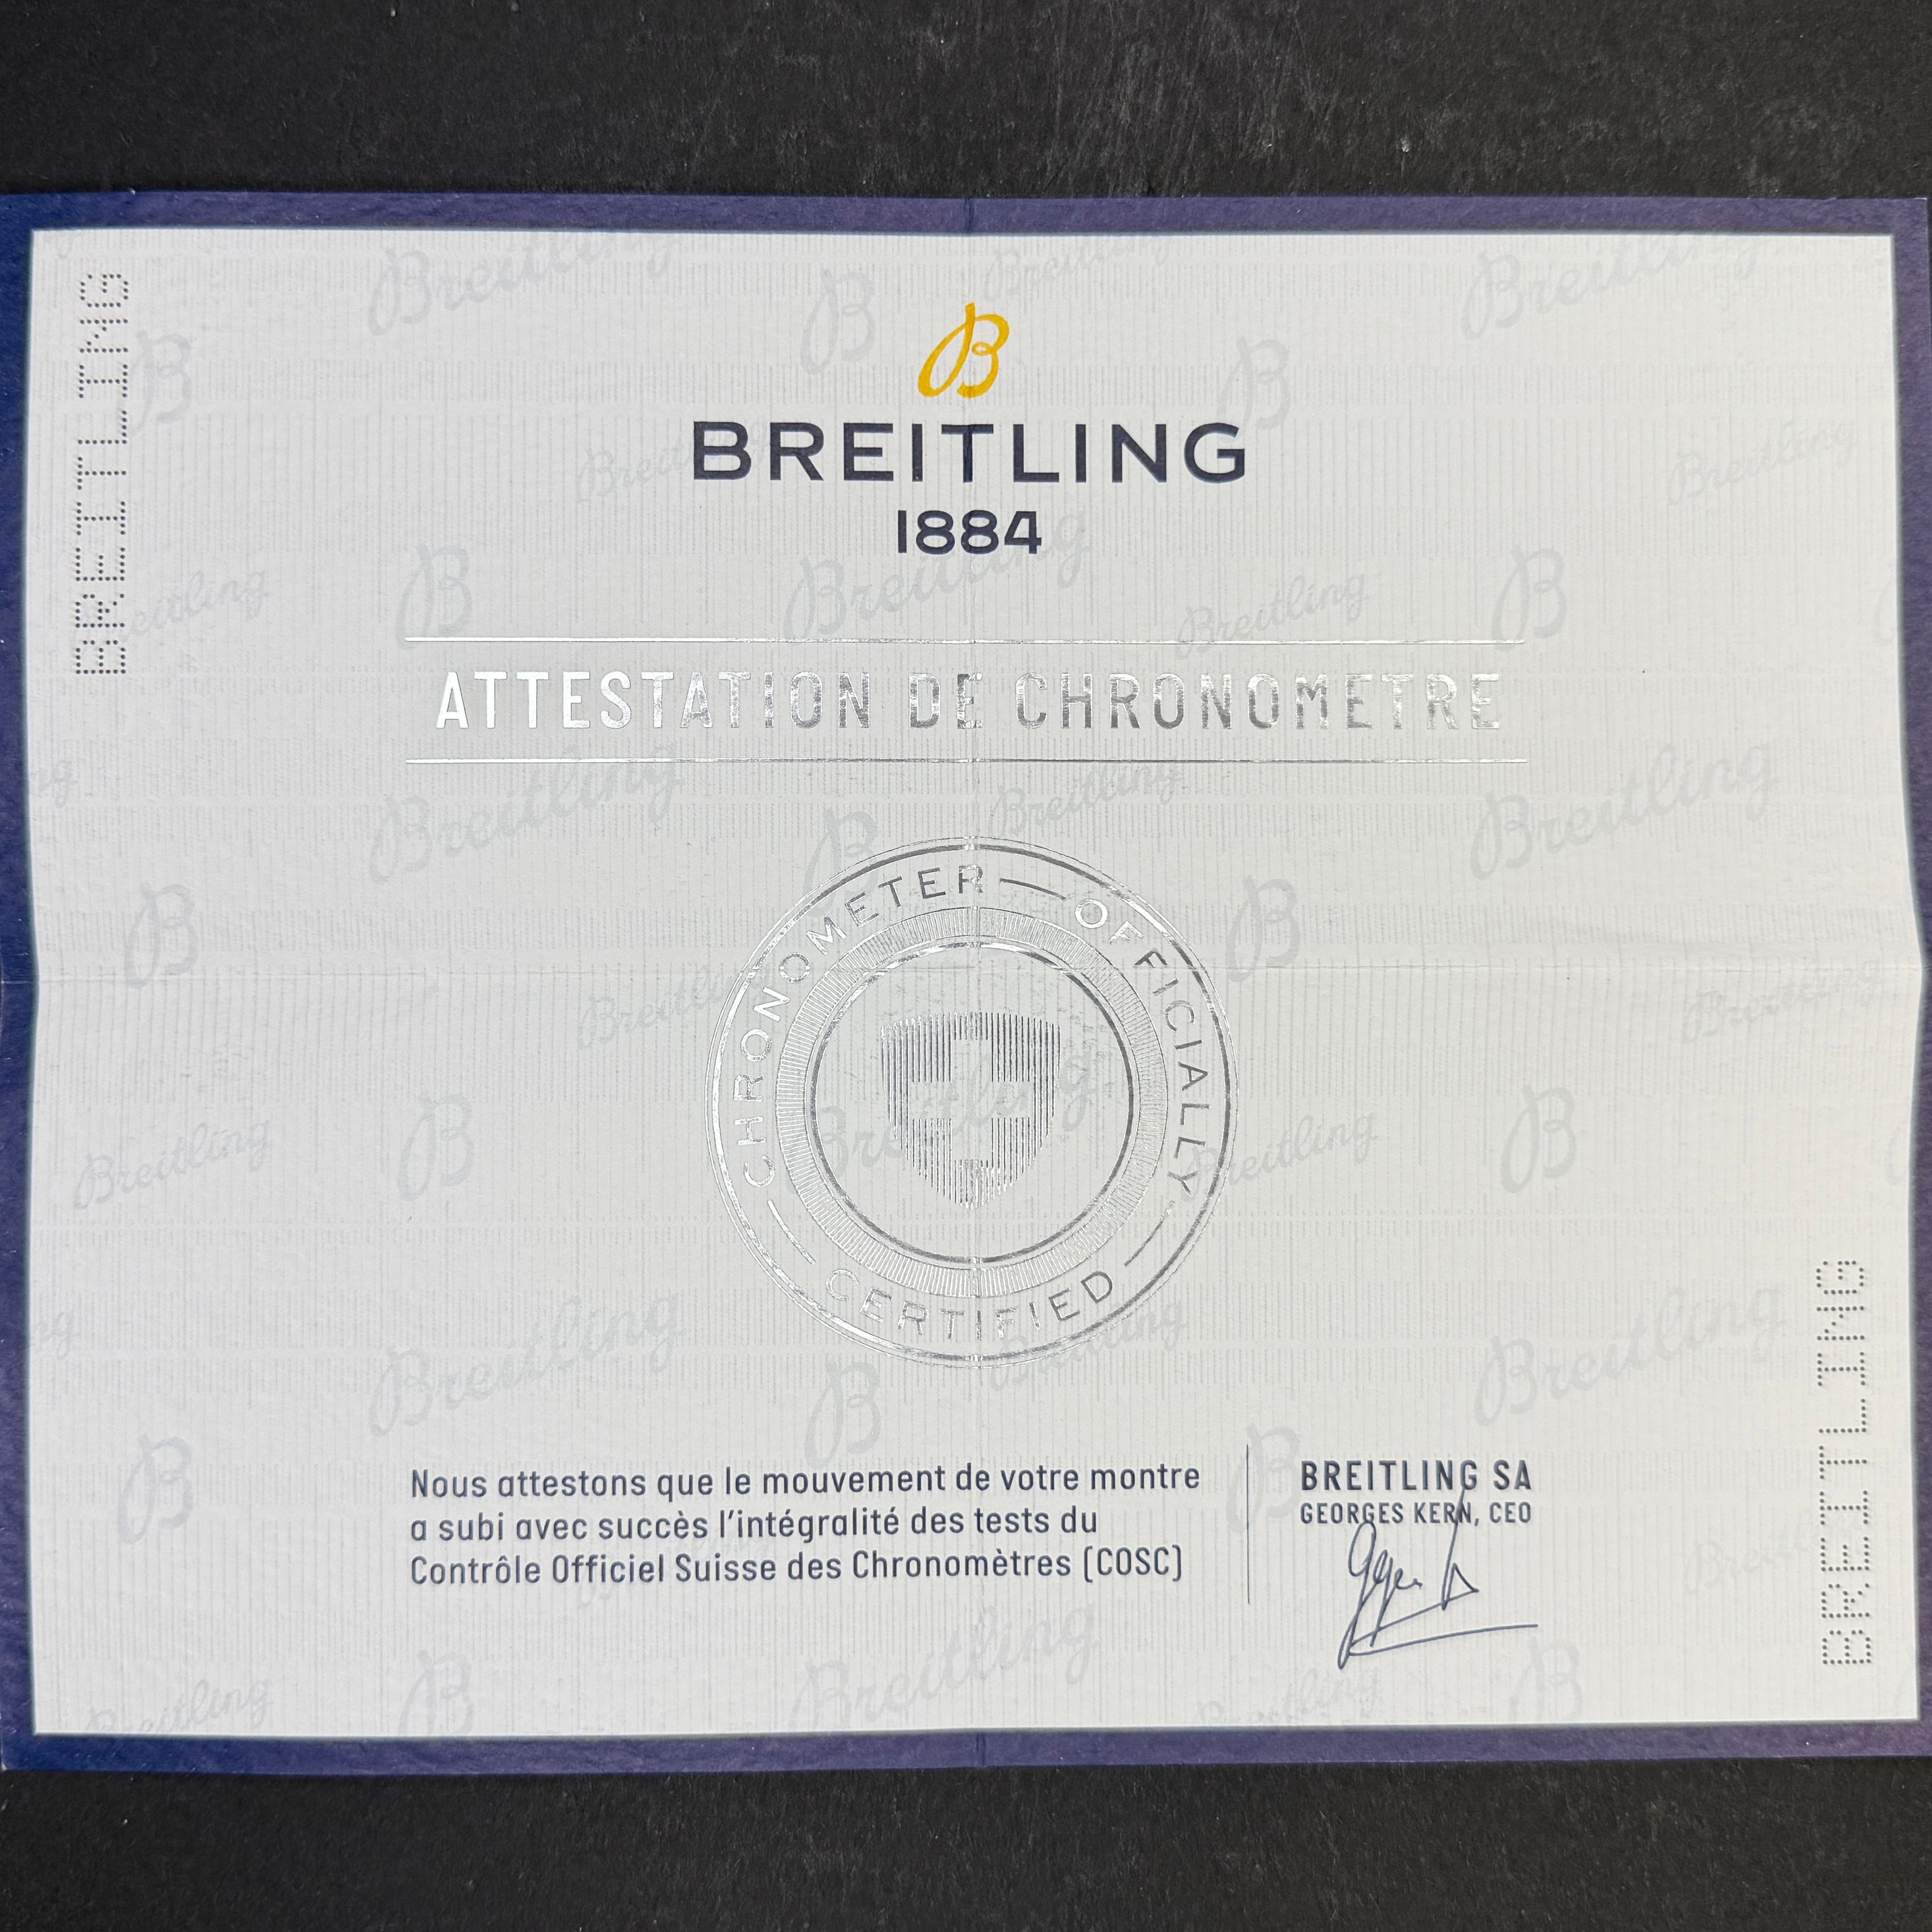 BREITLING
B
BREITLING
1884
ATTESTATION DE CHRONOMETRE
CHRONOMETER — OFFICIALLY — CERTIFIED
Nous attestons que le mouvement de votre montre
a subi avec succès l'intégralité des tests du
Contrôle Officiel Suisse des Chronomètres (COSC)
BREITLING SA
GEORGES KERN, CEO
BREITLING
Breitling